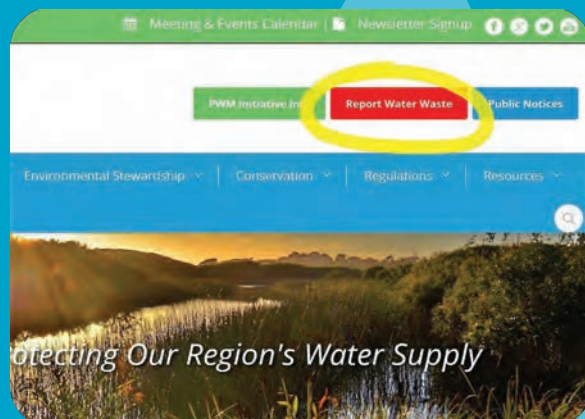 Meeting & Events Calendar | Newsletter Signup
PWM Initiative In
Report Water Waste
Public Notices
Environmental Stewardship | Conservation | Regulations | Resources
otecting Our Region's Water Supply